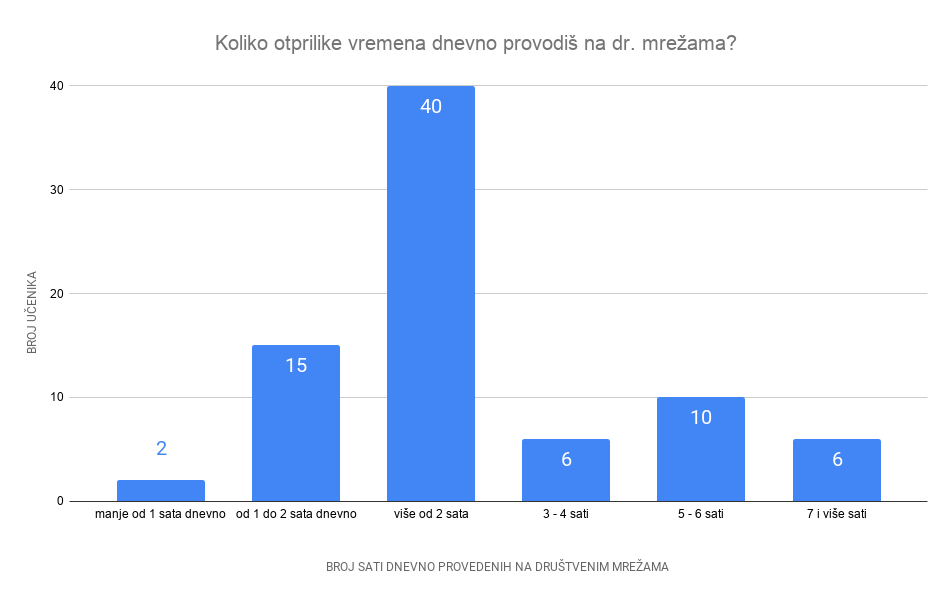 Koliko otprilike vremena dnevno provodiš na dr. mrežama?
40
30
20
10
0
BROJ UČENIKA
2
15
40
6
10
6
manje od 1 sata dnevno
od 1 do 2 sata dnevno
više od 2 sata
3 - 4 sati
5 - 6 sati
7 i više sati
BROJ SATI DNEVNO PROVEDENIH NA DRUŠTVENIM MREŽAMA